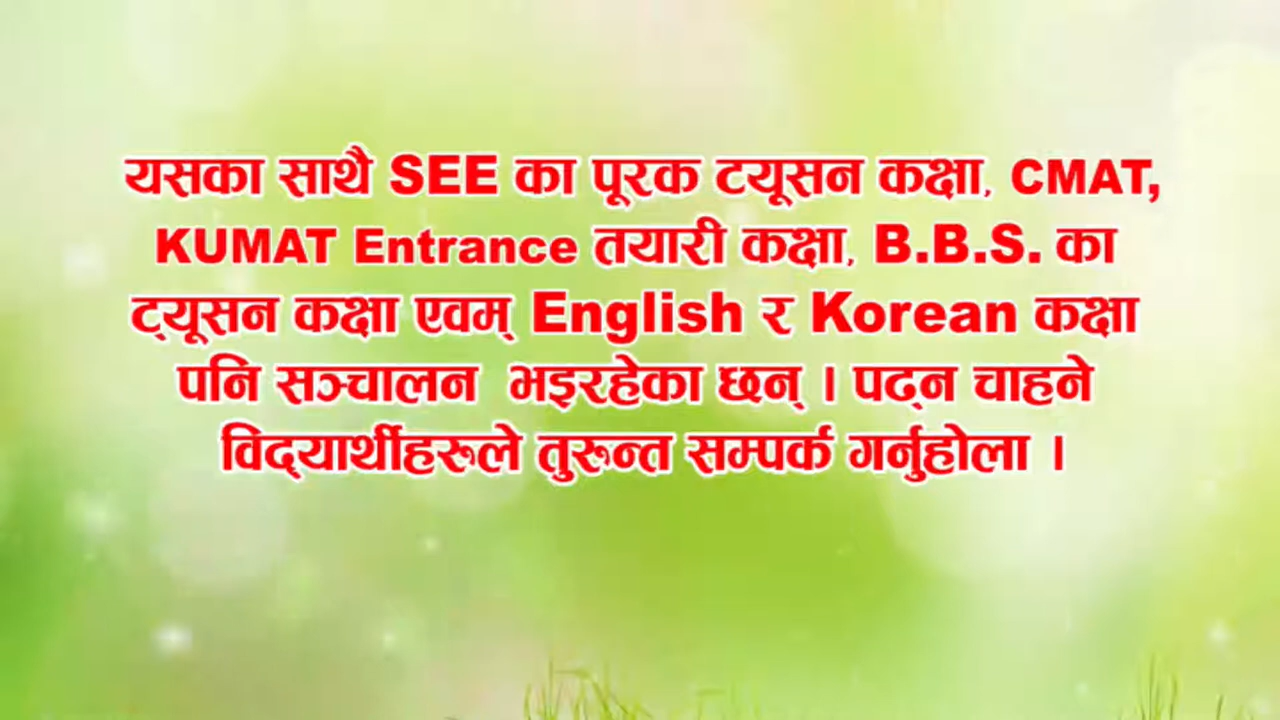 यसका साथै SEE का पूरक टयूसन कक्षा, CMAT,
KUMAT Entrance तयारी कक्षा, B.B.S. का
ट्यूसन कक्षा एवम् English र Korean कक्षा
पनि सञ्चालन भइरहेका छन् । पढ्न चाहने
विद्यार्थीहरूले तुरुन्त सम्पर्क गर्नुहोला ।